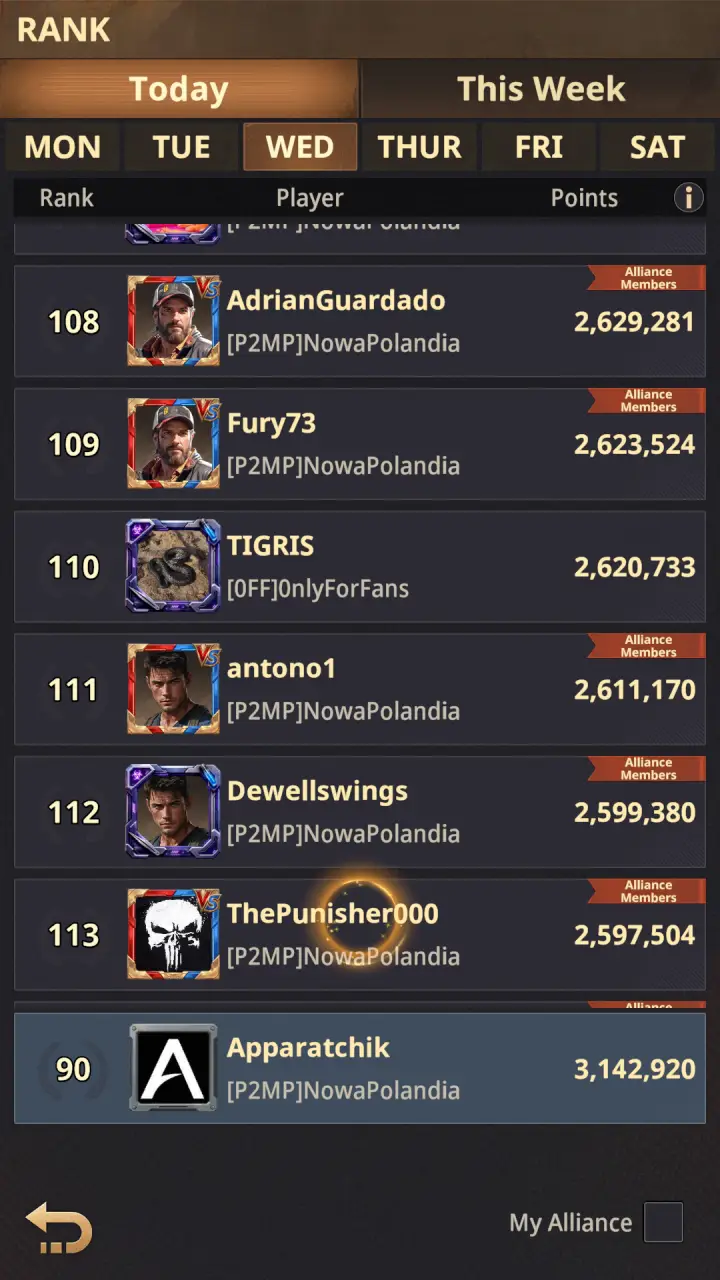 RANK
Today
This Week
MON
TUE
WED
THUR
FRI
SAT
Rank
Player
Points
[P2MP]NowaPolandia
108
AdrianGuardado
[P2MP]NowaPolandia
Alliance
Members
2,629,281
109
Fury73
[P2MP]NowaPolandia
Alliance
Members
2,623,524
110
TIGRIS
[0FF]0nlyForFans
2,620,733
111
antono1
[P2MP]NowaPolandia
Alliance
Members
2,611,170
112
Dewellswings
[P2MP]NowaPolandia
Alliance
Members
2,599,380
113
ThePunisher000
[P2MP]NowaPolandia
Alliance
Members
2,597,504
Alliance
90
Apparatchik
[P2MP]NowaPolandia
3,142,920
My Alliance